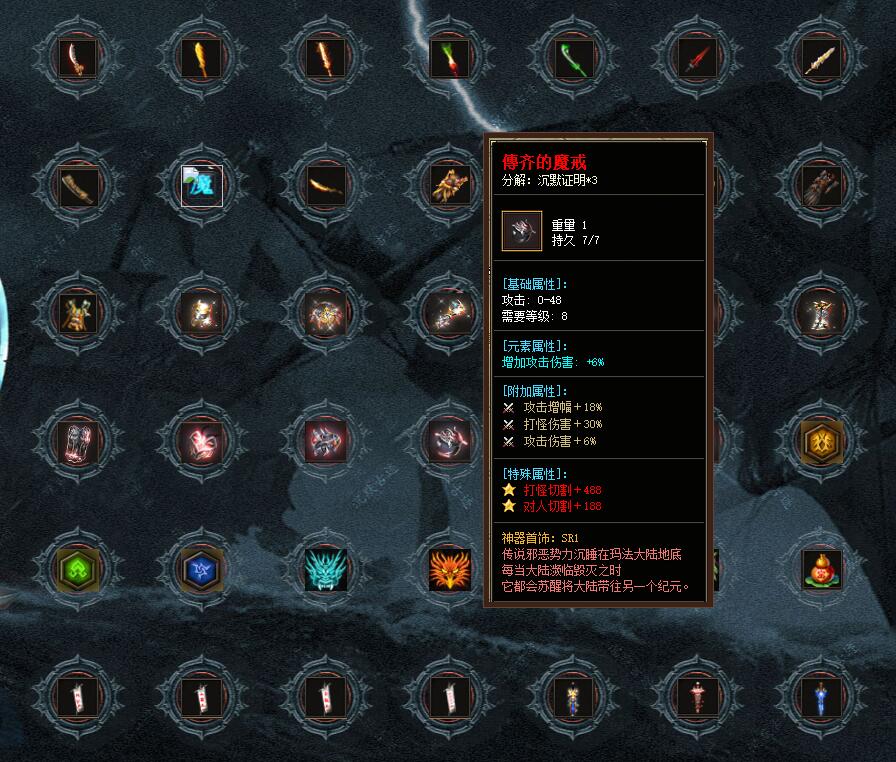 魔
傳齐的魔戒
分解: 沉默证明*3
重量 1
持久 7/7
[基础属性]:
攻击: 0-48
需要等级: 8
[元素属性]:
增加攻击伤害: +6%
[附加属性]:
攻击增幅+18%
打怪伤害+30%
攻击伤害+6%
[特殊属性]:
打怪切割+488
对人切割+188
神器首饰: SR1
传说邪恶势力沉睡在玛法大陆地底
每当大陆濒临毁灭之时
它都会苏醒将大陆带往另一个纪元。